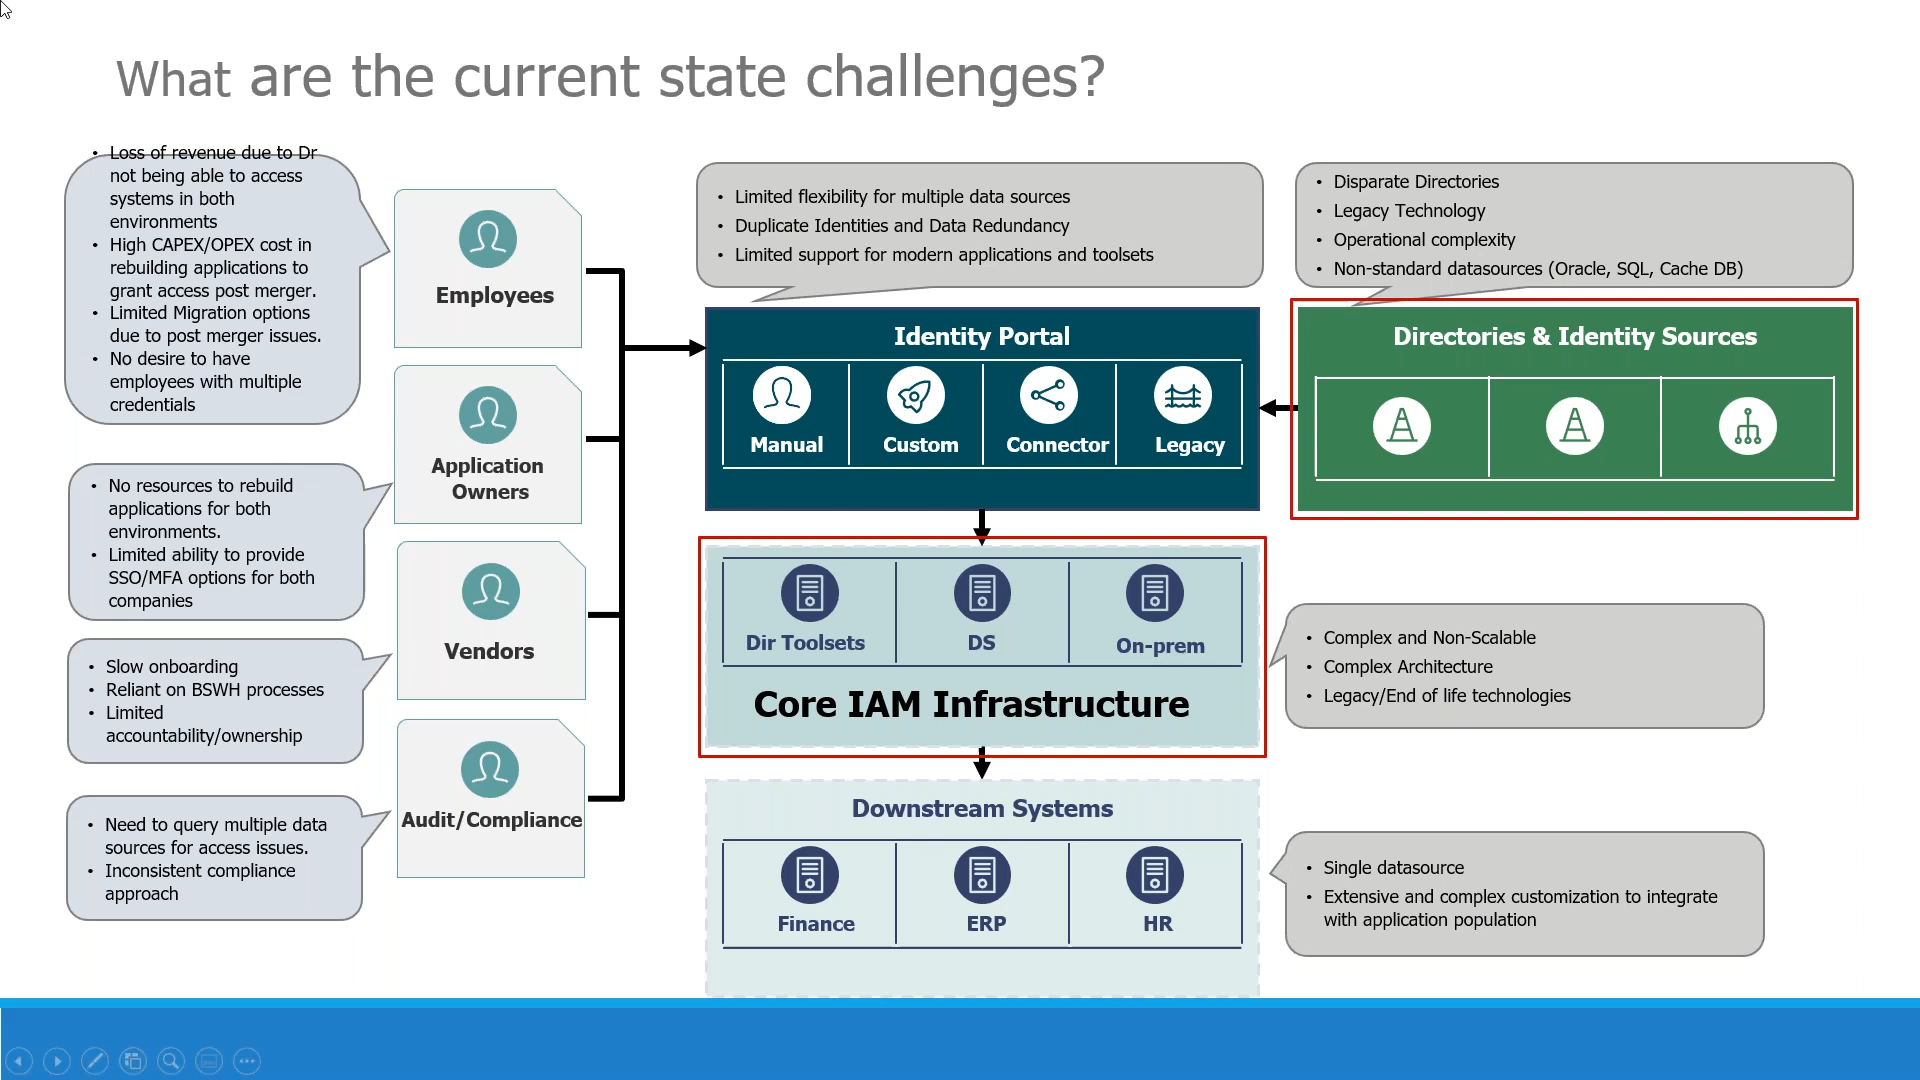 What are the current state challenges?
• Loss of revenue due to Dr
not being able to access
systems in both
environments
• High CAPEX/OPEX cost in
rebuilding applications to
grant access post merger.
• Limited Migration options
due to post merger issues.
• No desire to have
employees with multiple
credentials
• No resources to rebuild
applications for both
environments.
• Limited ability to provide
SSO/MFA options for both
companies
• Slow onboarding
• Reliant on BSWH processes
• Limited
accountability/ownership
• Need to query multiple data
sources for access issues.
• Inconsistent compliance
approach
Employees
Application
Owners
Vendors
Audit/Compliance
• Limited flexibility for multiple data sources
• Duplicate Identities and Data Redundancy
• Limited support for modern applications and toolsets
Identity Portal
Manual Custom Connector Legacy
Dir Toolsets DS On-prem
Core IAM Infrastructure
Downstream Systems
Finance ERP HR
• Disparate Directories
• Legacy Technology
• Operational complexity
• Non-standard datasources (Oracle, SQL, Cache DB)
Directories & Identity Sources
• Complex and Non-Scalable
• Complex Architecture
• Legacy/End of life technologies
• Single datasource
• Extensive and complex customization to integrate
with application population